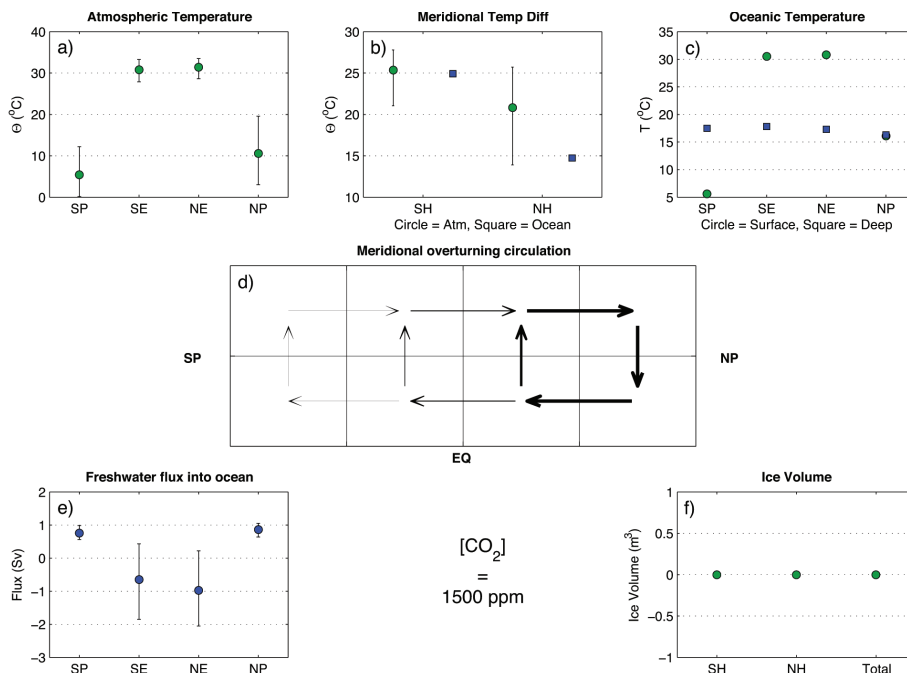 Atmospheric Temperature
a)
Θ (°C)
40
30
20
10
0
SP SE NE NP
Meridional Temp Diff
b)
Θ (°C)
30
25
20
15
10
SH NH
Circle = Atm, Square = Ocean
Oceanic Temperature
c)
T (°C)
35
30
25
20
15
10
5
SP SE NE NP
Circle = Surface, Square = Deep
Meridional overturning circulation
d)
SP
NP
EQ
Freshwater flux into ocean
e)
Flux (Sv)
2
1
0
−1
−2
−3
SP SE NE NP
[CO₂]
=
1500 ppm
Ice Volume
f)
Ice Volume (m³)
1
0.5
0
−0.5
−1
SH NH Total